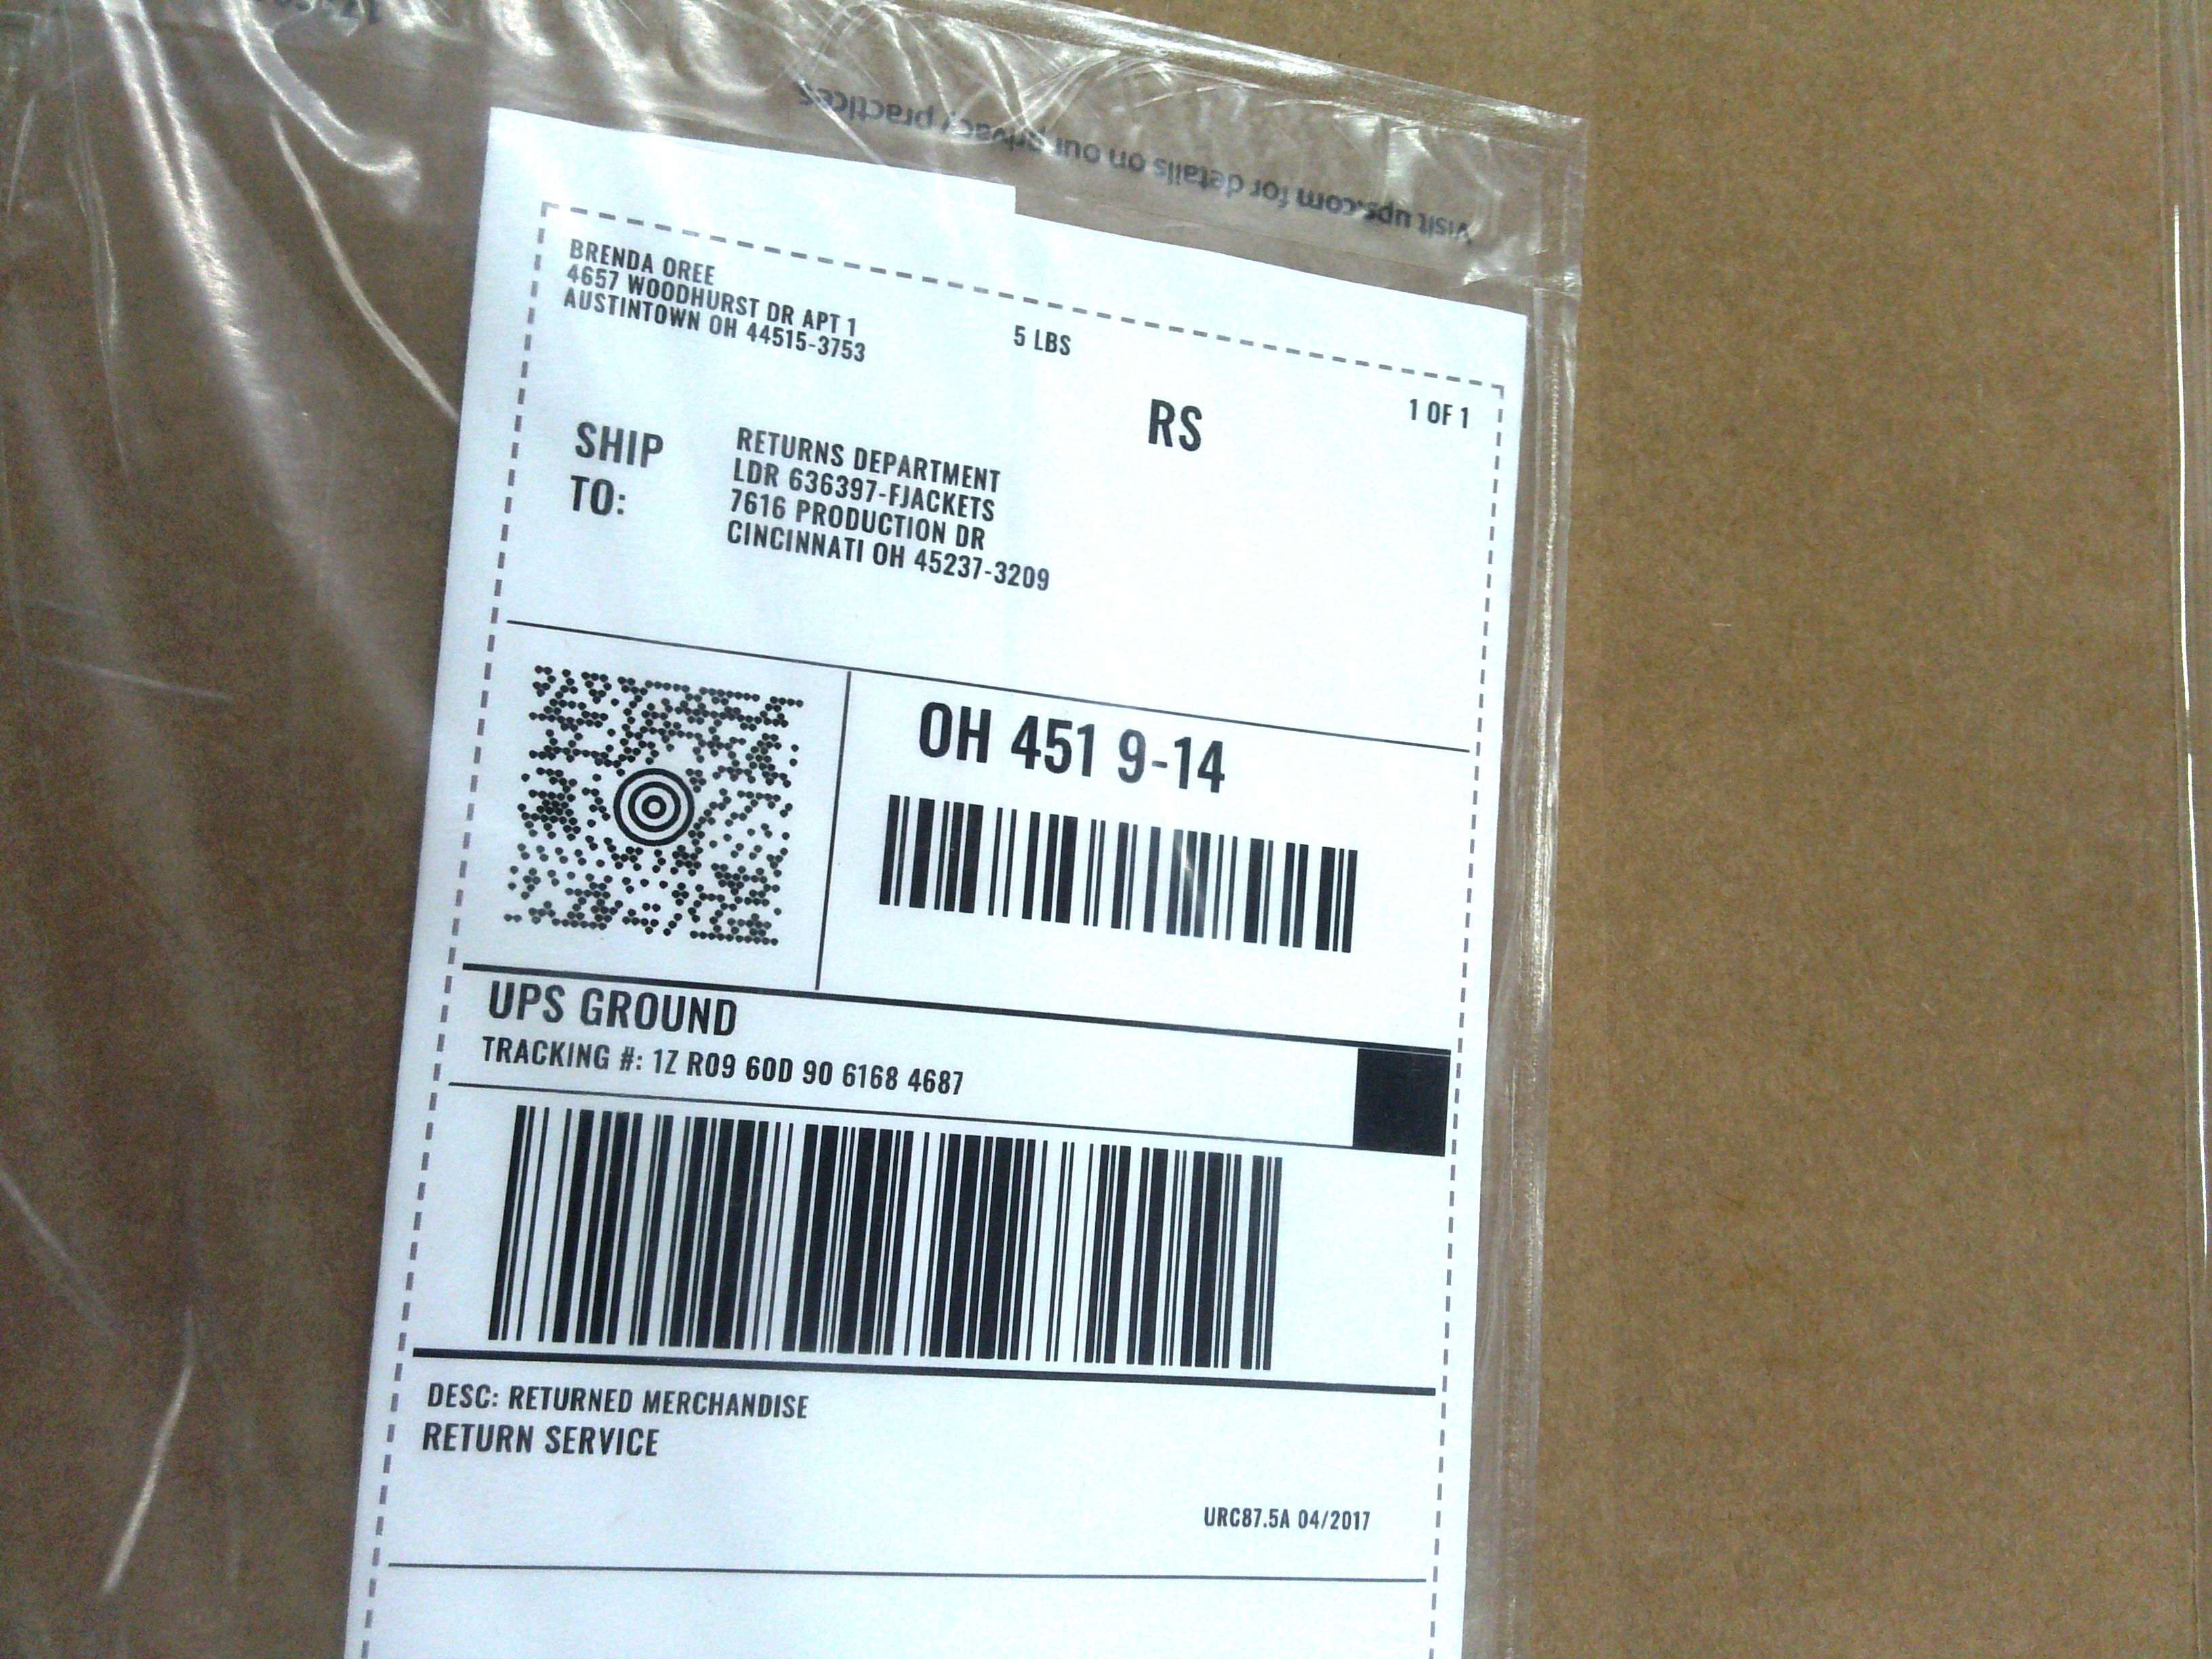 visit ups.com for details on our privacy practices
BRENDA OREE
4657 WOODHURST DR APT 1
AUSTINTOWN OH 44515-3753
5 LBS
RS
1 OF 1
SHIP
TO:
RETURNS DEPARTMENT
LDR 636397-FJACKETS
7616 PRODUCTION DR
CINCINNATI OH 45237-3209
OH 451 9-14
UPS GROUND
TRACKING #: 1Z R09 60D 90 6168 4687
DESC: RETURNED MERCHANDISE
RETURN SERVICE
URC87.5A 04/2017